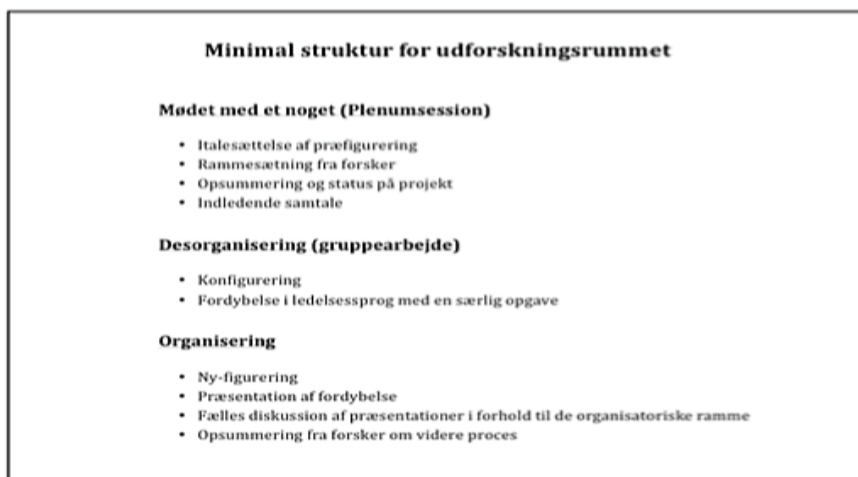 Minimal struktur for udforskningsrummet
Mødet med et noget (Plenumsession)
• Italesættelse af præfigurering
• Rammesætning fra forsker
• Opsummering og status på projekt
• Indledende samtale
Desorganisering (gruppearbejde)
• Konfigurering
• Fordybelse i ledelsessprog med en særlig opgave
Organisering
• Ny-figurering
• Præsentation af fordybelse
• Fælles diskussion af præsentationer i forhold til de organisatoriske ramme
• Opsummering fra forsker om videre proces